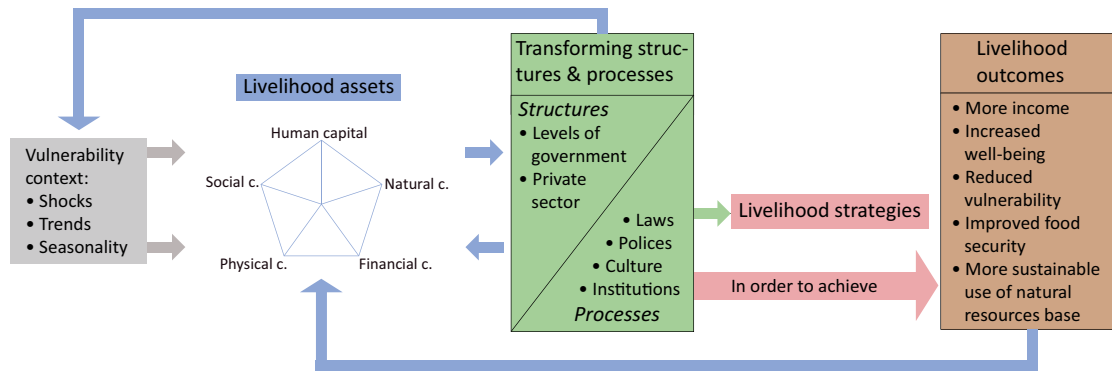 Vulnerability
context:
• Shocks
• Trends
• Seasonality
Livelihood assets
Human capital
Social c.
Natural c.
Physical c.
Financial c.
Transforming struc-
tures & processes
Structures
• Levels of
government
• Private
sector
• Laws
• Polices
• Culture
• Institutions
Processes
Livelihood strategies
In order to achieve
Livelihood
outcomes
• More income
• Increased
well-being
• Reduced
vulnerability
• Improved food
security
• More sustainable
use of natural
resources base